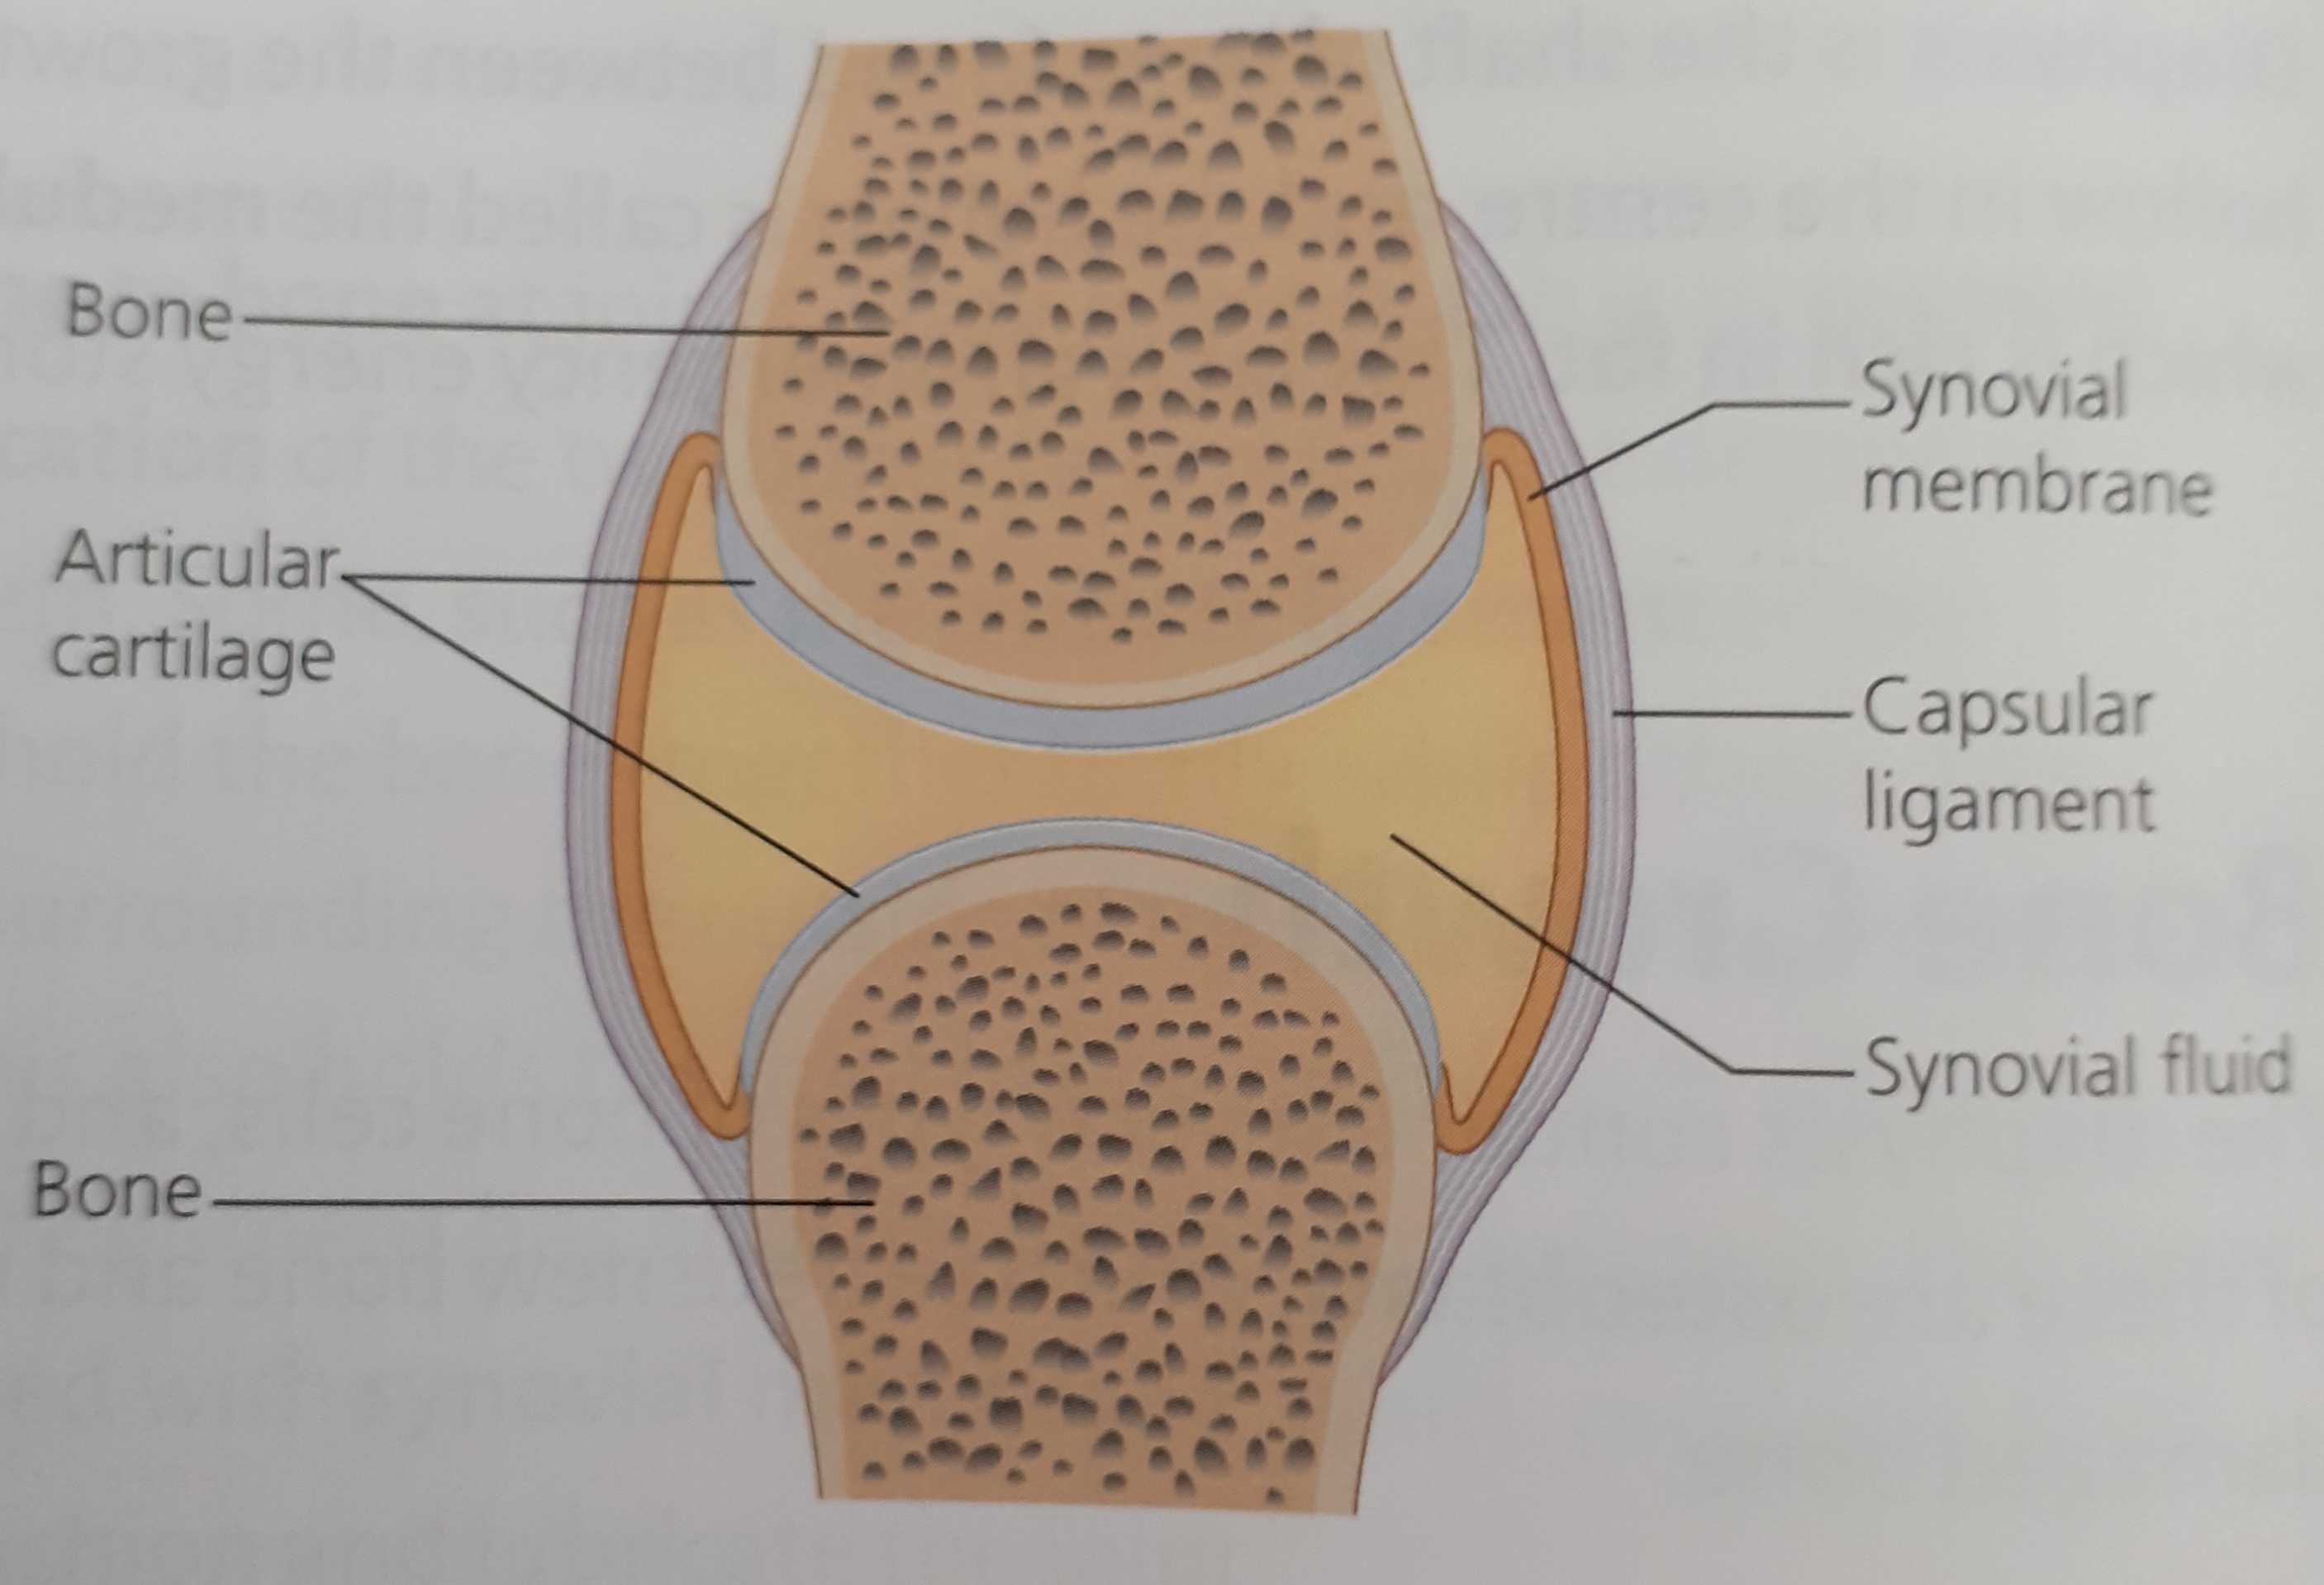 Bone
Synovial
membrane
Articular
cartilage
Capsular
ligament
Synovial fluid
Bone